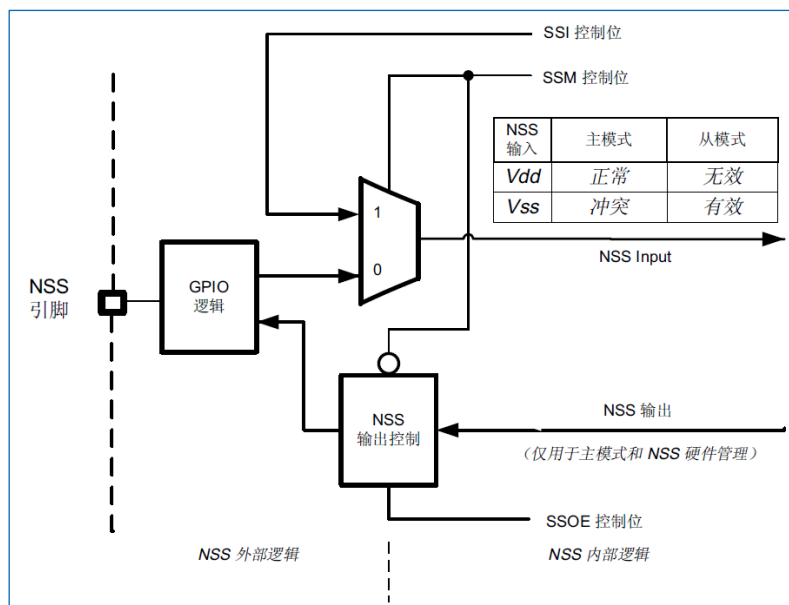 SSI 控制位
SSM 控制位
NSS 输入 主模式 从模式
Vdd 正常 无效
Vss 冲突 有效
1
0
NSS Input
NSS 引脚
GPIO 逻辑
NSS 输出控制
NSS 输出
（仅用于主模式和 NSS 硬件管理）
SSOE 控制位
NSS 外部逻辑
NSS 内部逻辑